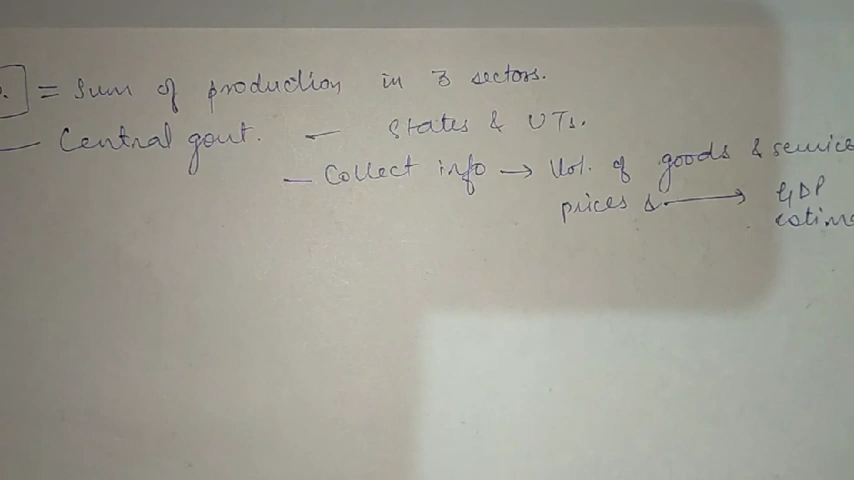 = Sum of production in 3 sectors.
— Central govt. — States & UTs.
— Collect info → Vol. of goods & service
prices & → GDP
estim